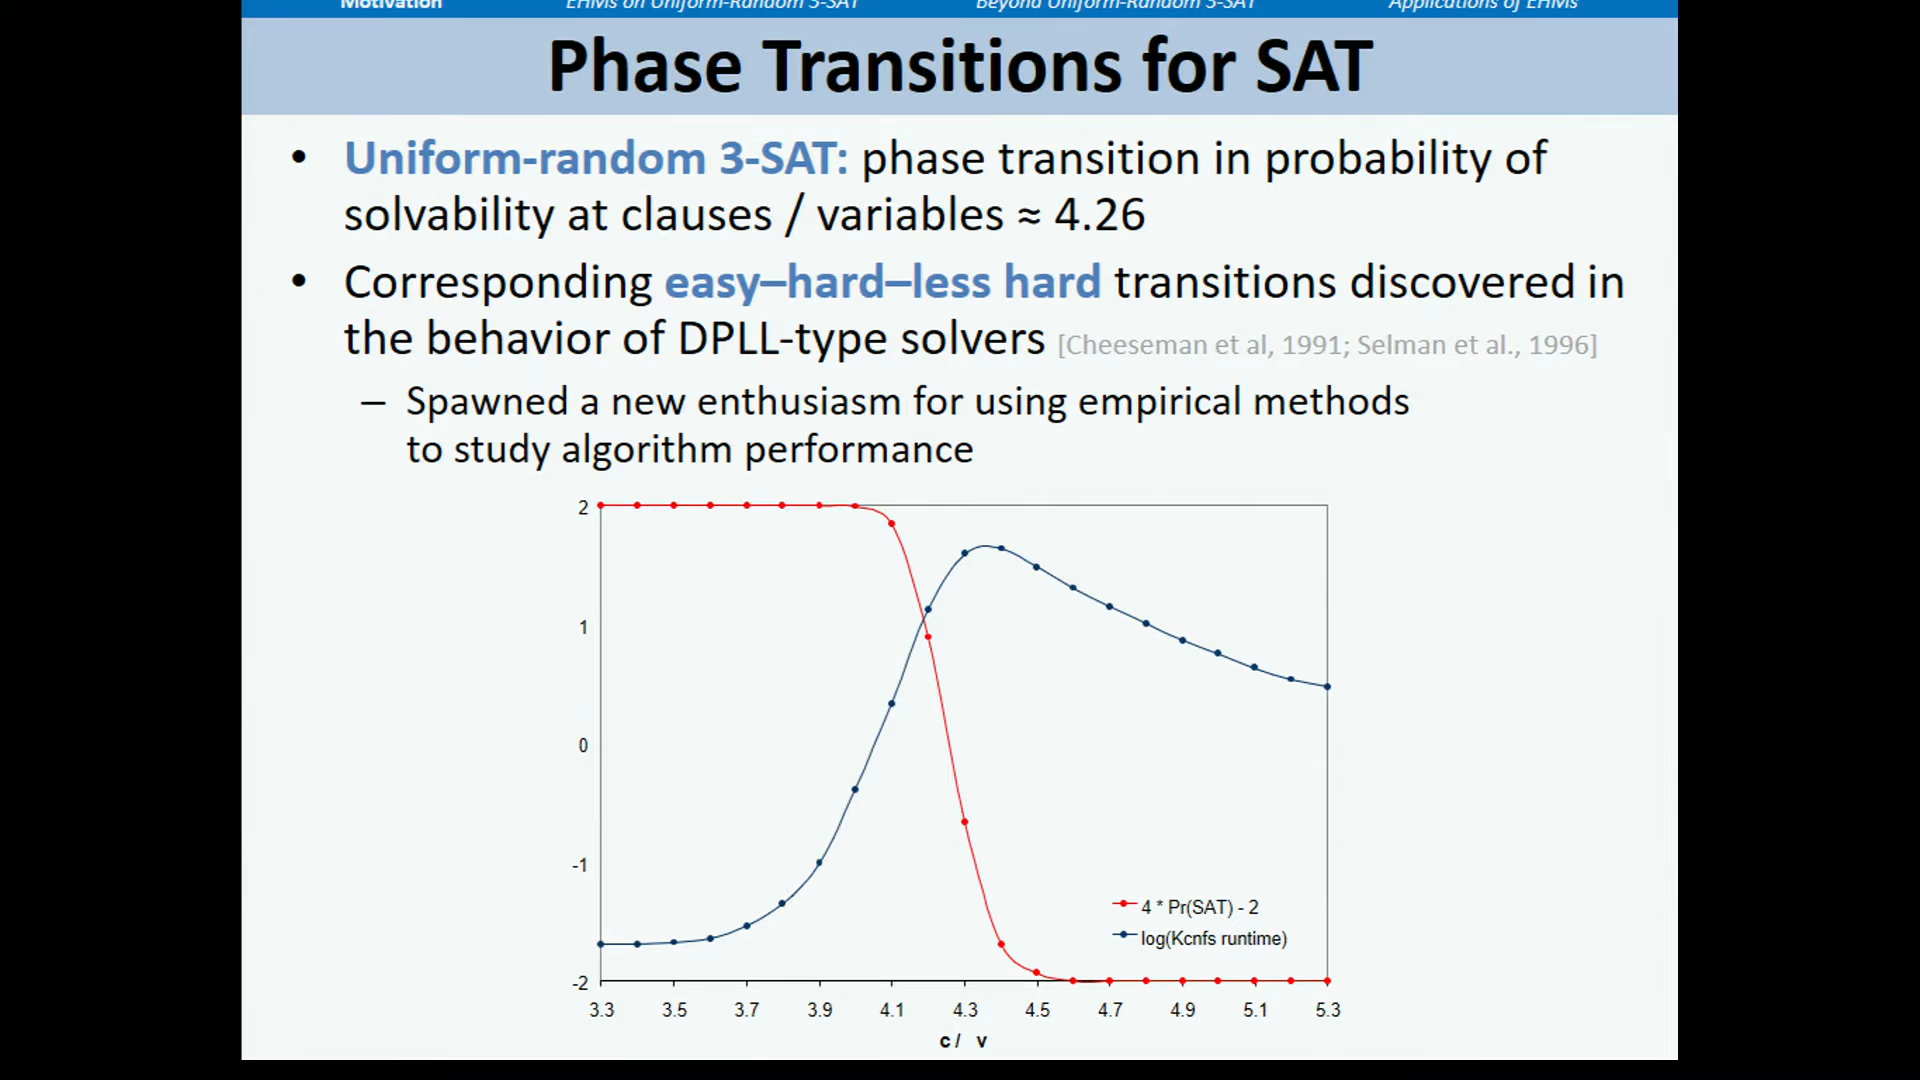 Motivation EHMs on Uniform-Random 3-SAT Beyond Uniform-Random 3-SAT Applications of EHMs
Phase Transitions for SAT
• Uniform-random 3-SAT: phase transition in probability of
solvability at clauses / variables ≈ 4.26
• Corresponding easy–hard–less hard transitions discovered in
the behavior of DPLL-type solvers [Cheeseman et al, 1991; Selman et al., 1996]
– Spawned a new enthusiasm for using empirical methods
to study algorithm performance
2
1
0
-1
-2
4 * Pr(SAT) - 2
log(Kcnfs runtime)
3.3 3.5 3.7 3.9 4.1 4.3 4.5 4.7 4.9 5.1 5.3
c / v